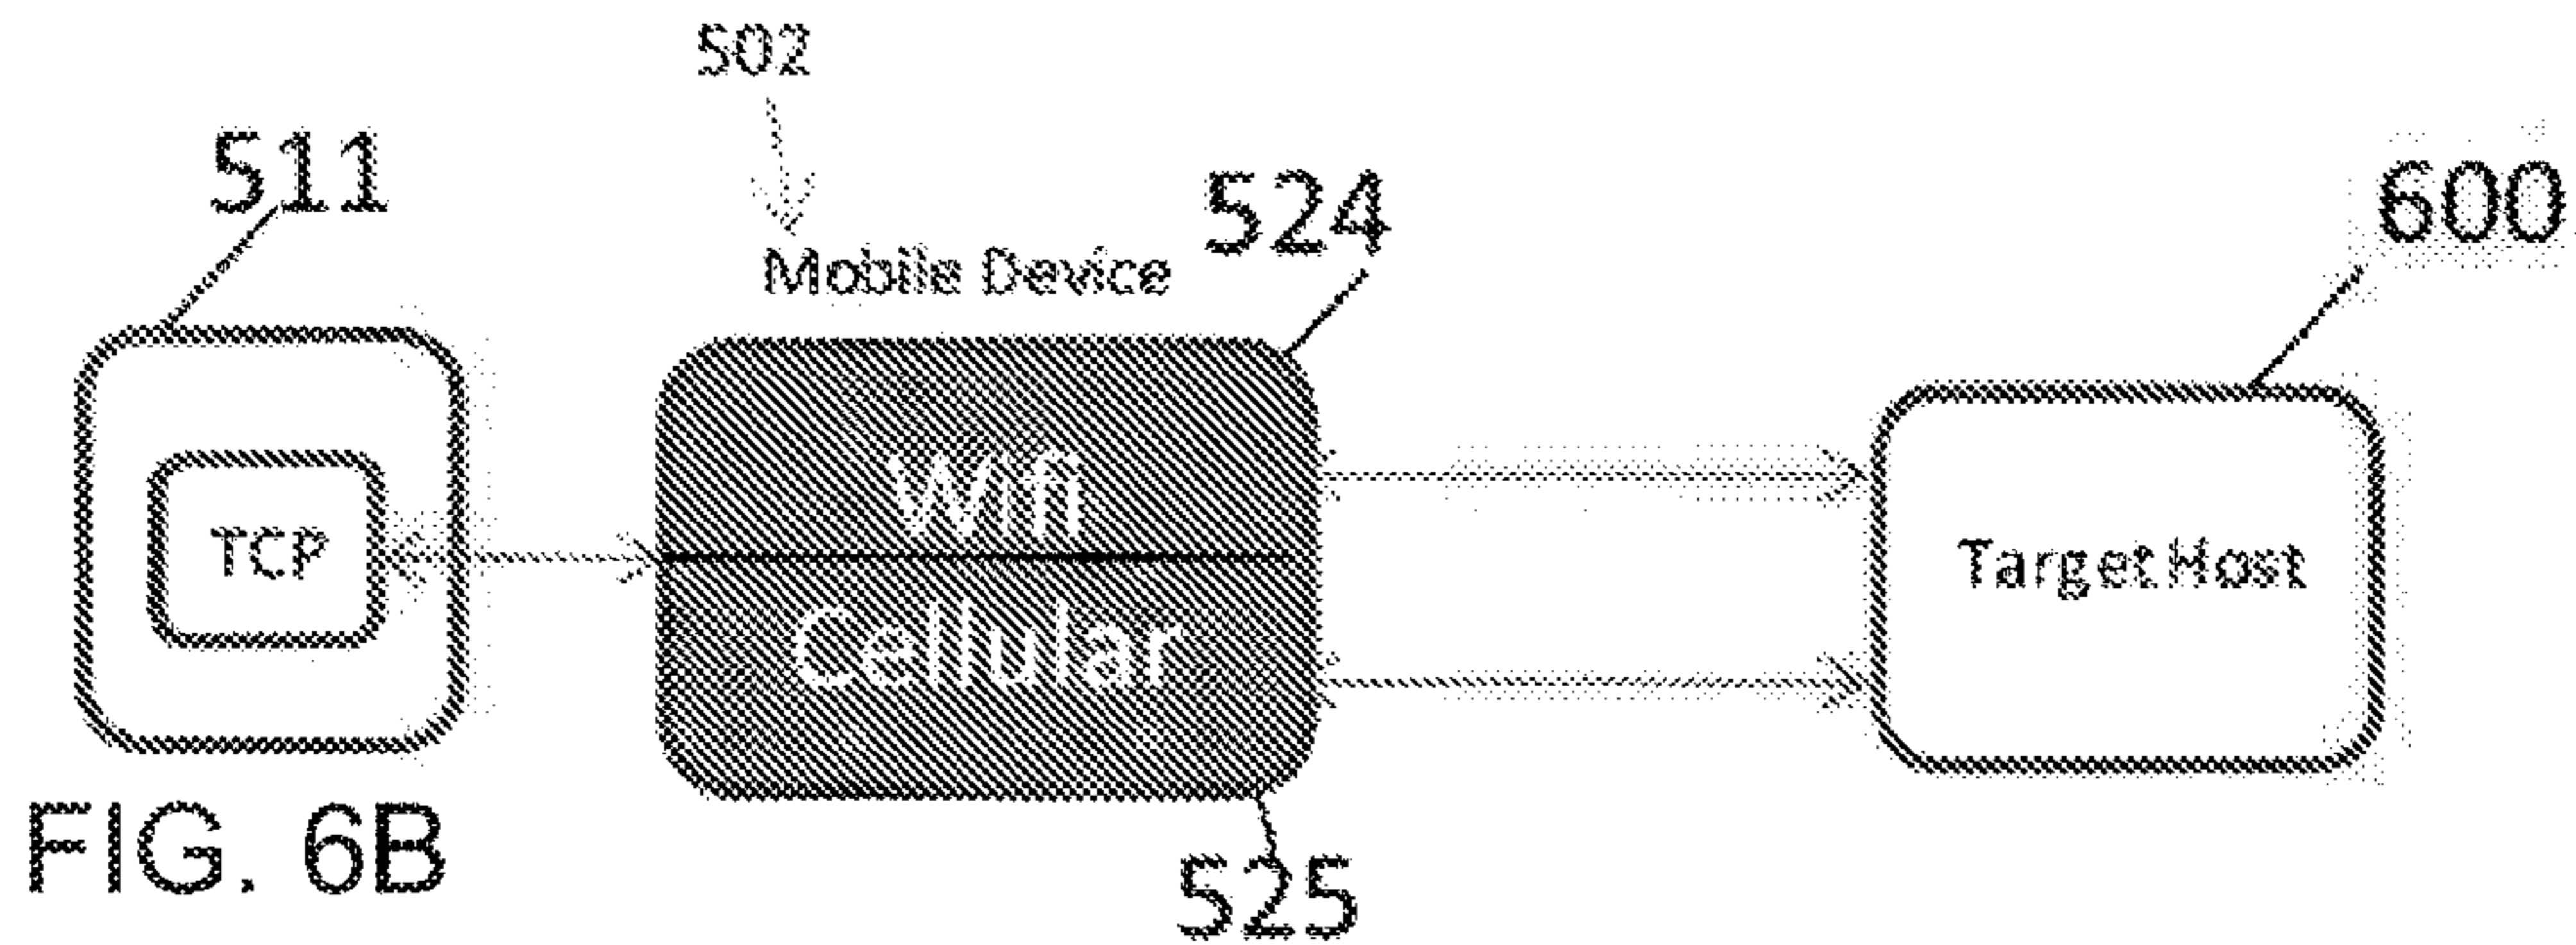 502
511
524
600
Mobile Device
Wifi
TCP
Target Host
Cellular
FIG. 6B
525